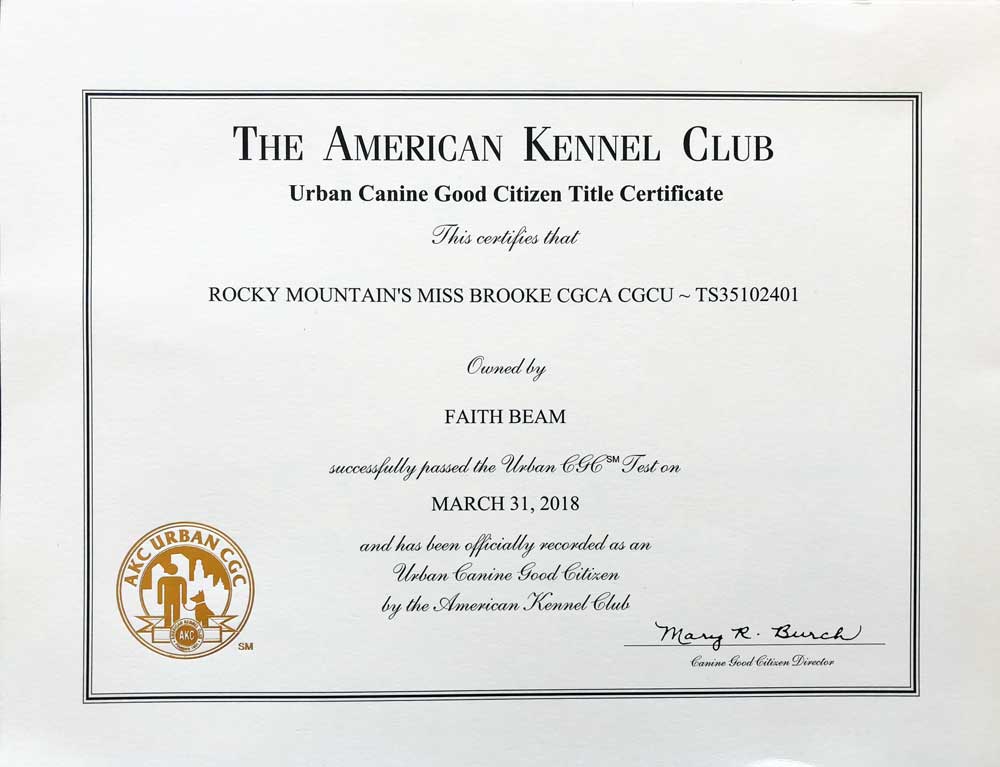 THE AMERICAN KENNEL CLUB
Urban Canine Good Citizen Title Certificate
This certifies that
ROCKY MOUNTAIN'S MISS BROOKE CGCA CGCU ~ TS35102401
Owned by
FAITH BEAM
successfully passed the Urban CGC℠ Test on
MARCH 31, 2018
and has been officially recorded as an
Urban Canine Good Citizen
by the American Kennel Club
AKC URBAN CGC
AKC
SM
Mary R. Burch
Canine Good Citizen Director